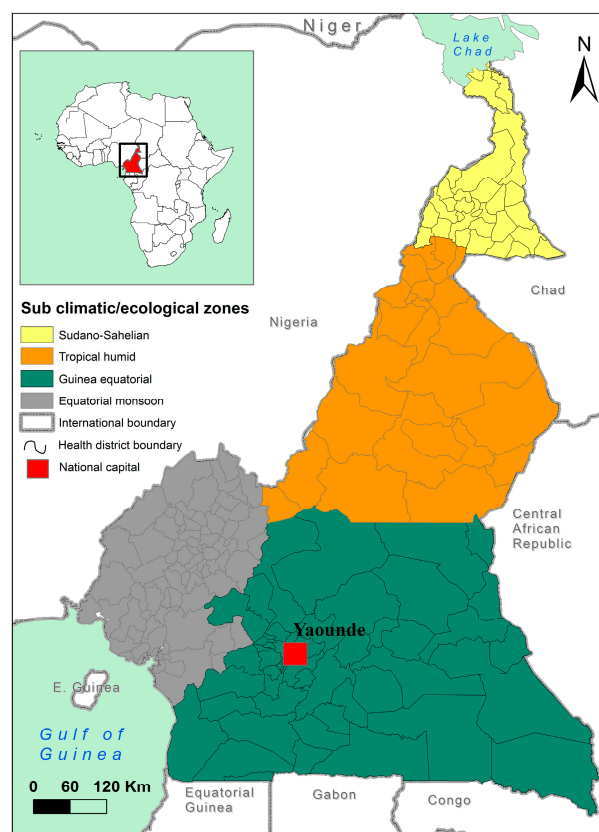 Niger
Lake
Chad
N
Chad
Nigeria
Sub climatic/ecological zones
Sudano-Sahelian
Tropical humid
Guinea equatorial
Equatorial monsoon
International boundary
Health district boundary
National capital
Central
African
Republic
Yaounde
E. Guinea
Gulf of
Guinea
0 60 120 Km
Equatorial
Guinea
Gabon
Congo